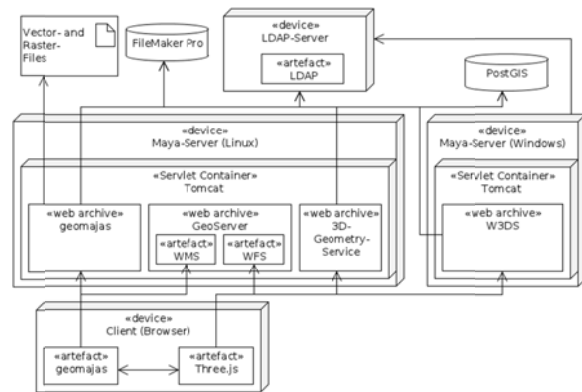 Vector- and
Raster-
Files
FileMaker Pro
«device»
LDAP-Server
«artefact»
LDAP
PostGIS
«device»
Maya-Server (Linux)
«Servlet Container»
Tomcat
«web archive»
geomajas
«web archive»
GeoServer
«artefact»
WMS
«artefact»
WFS
«web archive»
3D-
Geometry-
Service
«device»
Maya-Server (Windows)
«Servlet Container»
Tomcat
«web archive»
W3DS
«device»
Client (Browser)
«artefact»
geomajas
«artefact»
Three.js